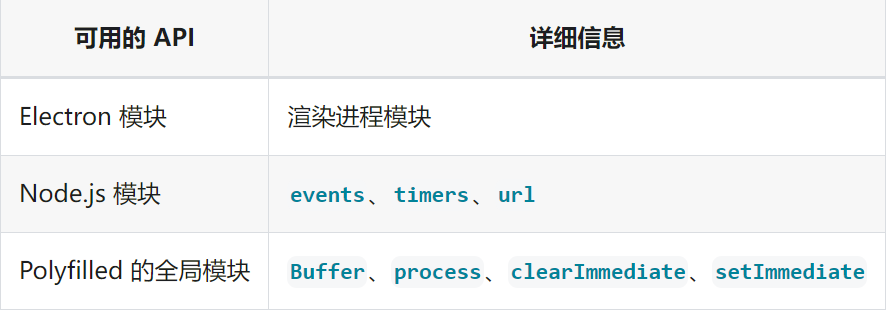 可用的 API 详细信息
Electron 模块 渲染进程模块
Node.js 模块 events、timers、url
Polyfilled 的全局模块 Buffer、process、clearImmediate、setImmediate